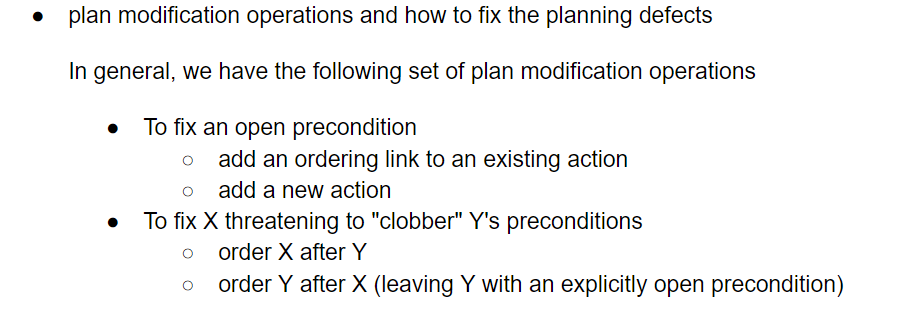 ● plan modification operations and how to fix the planning defects
In general, we have the following set of plan modification operations
● To fix an open precondition
○ add an ordering link to an existing action
○ add a new action
● To fix X threatening to "clobber" Y's preconditions
○ order X after Y
○ order Y after X (leaving Y with an explicitly open precondition)